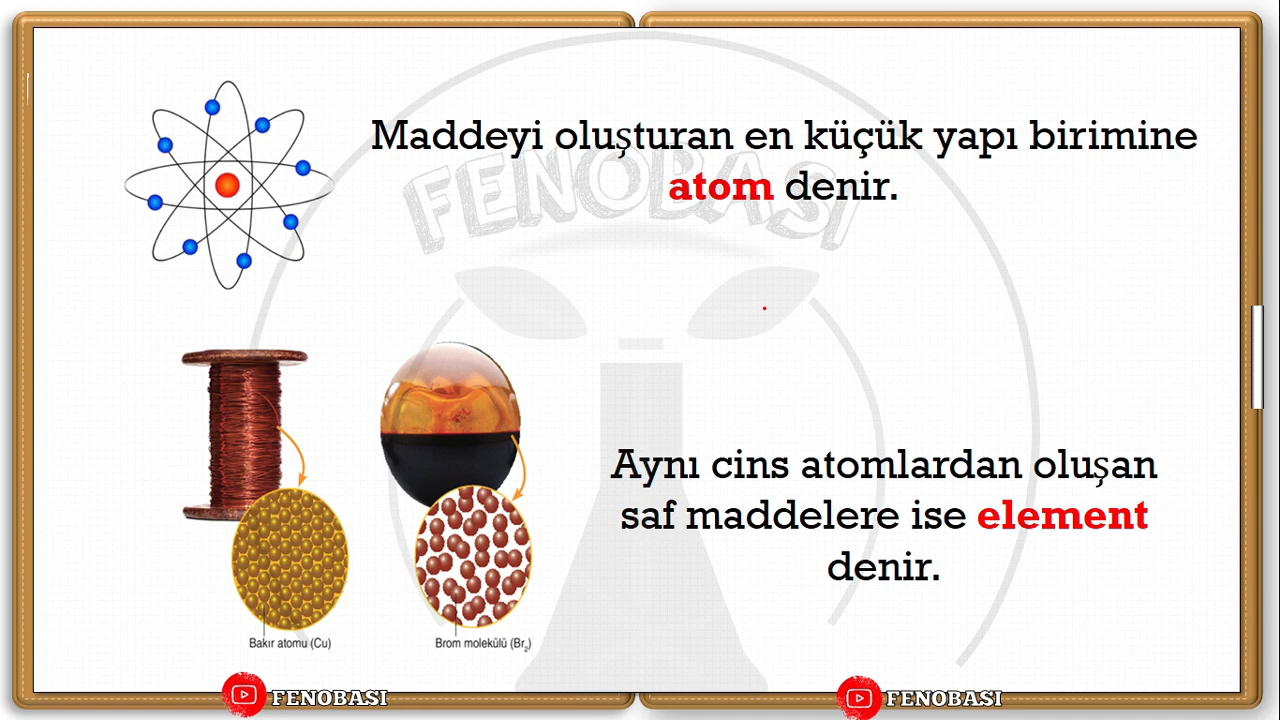 Maddeyi oluşturan en küçük yapı birimine
atom denir.
FENOBASI
Aynı cins atomlardan oluşan
saf maddelere ise element
denir.
Bakır atomu (Cu)
Brom molekülü (Br₂)
FENOBASI
FENOBASI